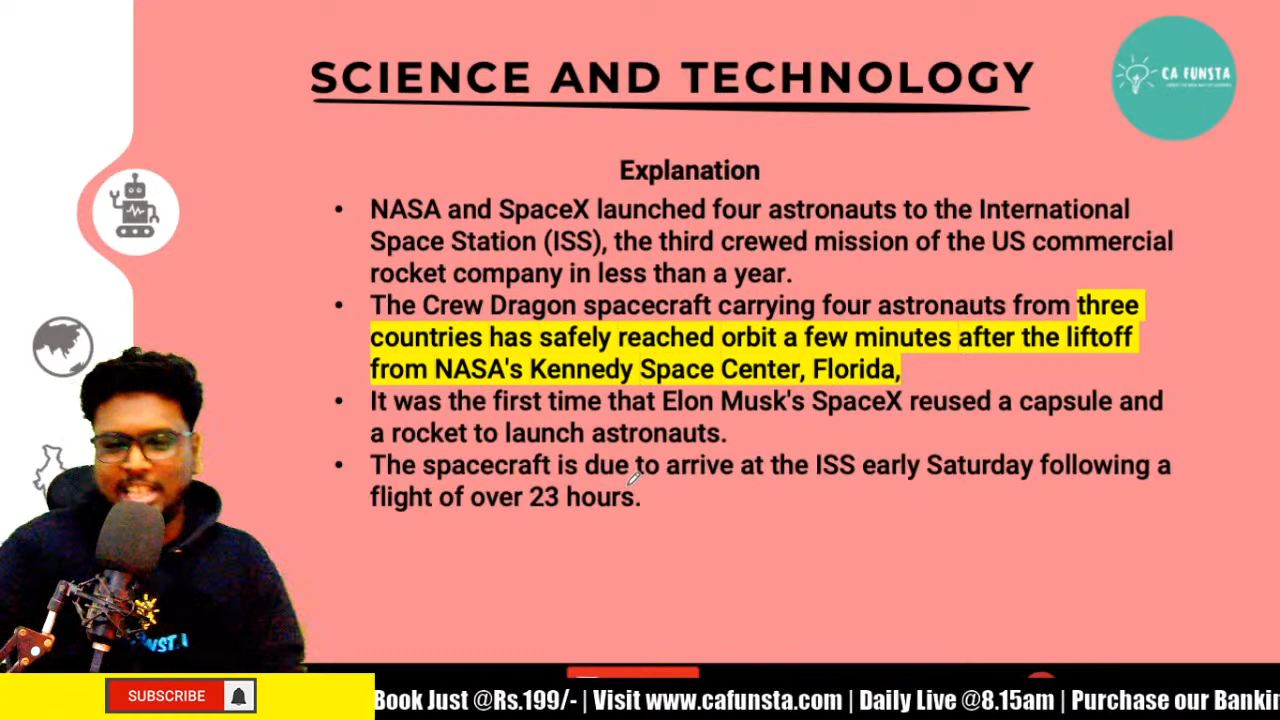 SCIENCE AND TECHNOLOGY
CA FUNSTA
Explanation
• NASA and SpaceX launched four astronauts to the International
Space Station (ISS), the third crewed mission of the US commercial
rocket company in less than a year.
• The Crew Dragon spacecraft carrying four astronauts from three
countries has safely reached orbit a few minutes after the liftoff
from NASA's Kennedy Space Center, Florida,
• It was the first time that Elon Musk's SpaceX reused a capsule and
a rocket to launch astronauts.
• The spacecraft is due to arrive at the ISS early Saturday following a
flight of over 23 hours.
SUBSCRIBE
Book Just @Rs.199/- | Visit www.cafunsta.com | Daily Live @8.15am | Purchase our Bankin